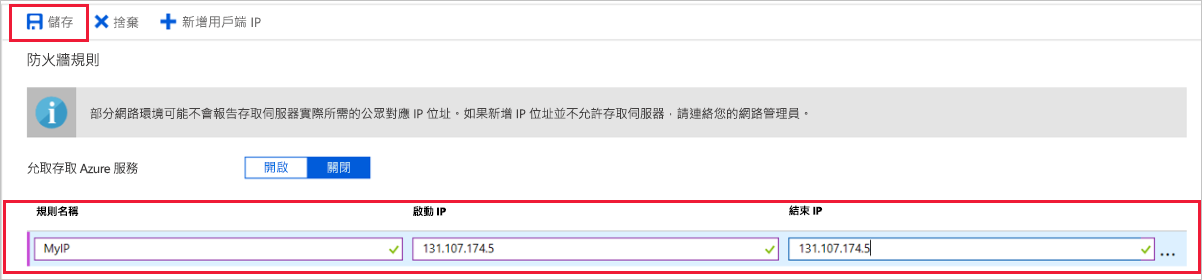 儲存 捨棄 新增用戶端 IP
防火牆規則
部分網路環境可能不會報告存取伺服器實際所需的公眾對應 IP 位址。如果新增 IP 位址並不允許存取伺服器，請連絡您的網路管理員。
允取存取 Azure 服務 開啟 關閉
規則名稱 啟動 IP 結束 IP
MyIP 131.107.174.5 131.107.174.5 ...